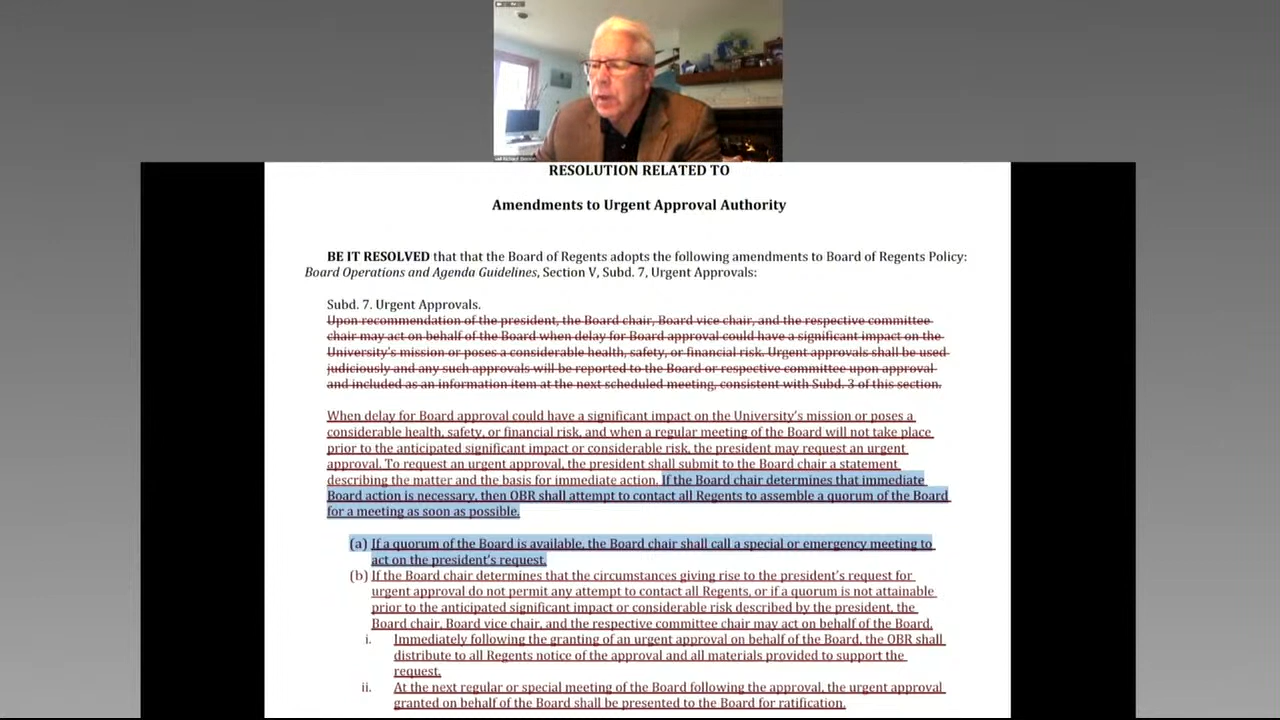 RESOLUTION RELATED TO
Amendments to Urgent Approval Authority
BE IT RESOLVED that that the Board of Regents adopts the following amendments to Board of Regents Policy:
Board Operations and Agenda Guidelines, Section V, Subd. 7, Urgent Approvals:
Subd. 7. Urgent Approvals.
Upon recommendation of the president, the Board chair, Board vice chair, and the respective committee
chair may act on behalf of the Board when delay for Board approval could have a significant impact on the
University's mission or poses a considerable health, safety, or financial risk. Urgent approvals shall be used
judiciously and any such approvals will be reported to the Board or respective committee upon approval
and included as an information item at the next scheduled meeting, consistent with Subd. 3 of this section.
When delay for Board approval could have a significant impact on the University's mission or poses a
considerable health, safety, or financial risk, and when a regular meeting of the Board will not take place
prior to the anticipated significant impact or considerable risk, the president may request an urgent
approval. To request an urgent approval, the president shall submit to the Board chair a statement
describing the matter and the basis for immediate action. If the Board chair determines that immediate
Board action is necessary, then OBR shall attempt to contact all Regents to assemble a quorum of the Board
for a meeting as soon as possible.
(a) If a quorum of the Board is available, the Board chair shall call a special or emergency meeting to
act on the president's request.
(b) If the Board chair determines that the circumstances giving rise to the president's request for
urgent approval do not permit any attempt to contact all Regents, or if a quorum is not attainable
prior to the anticipated significant impact or considerable risk described by the president, the
Board chair, Board vice chair, and the respective committee chair may act on behalf of the Board.
i. Immediately following the granting of an urgent approval on behalf of the Board, the OBR shall
distribute to all Regents notice of the approval and all materials provided to support the
request.
ii. At the next regular or special meeting of the Board following the approval, the urgent approval
granted on behalf of the Board shall be presented to the Board for ratification.